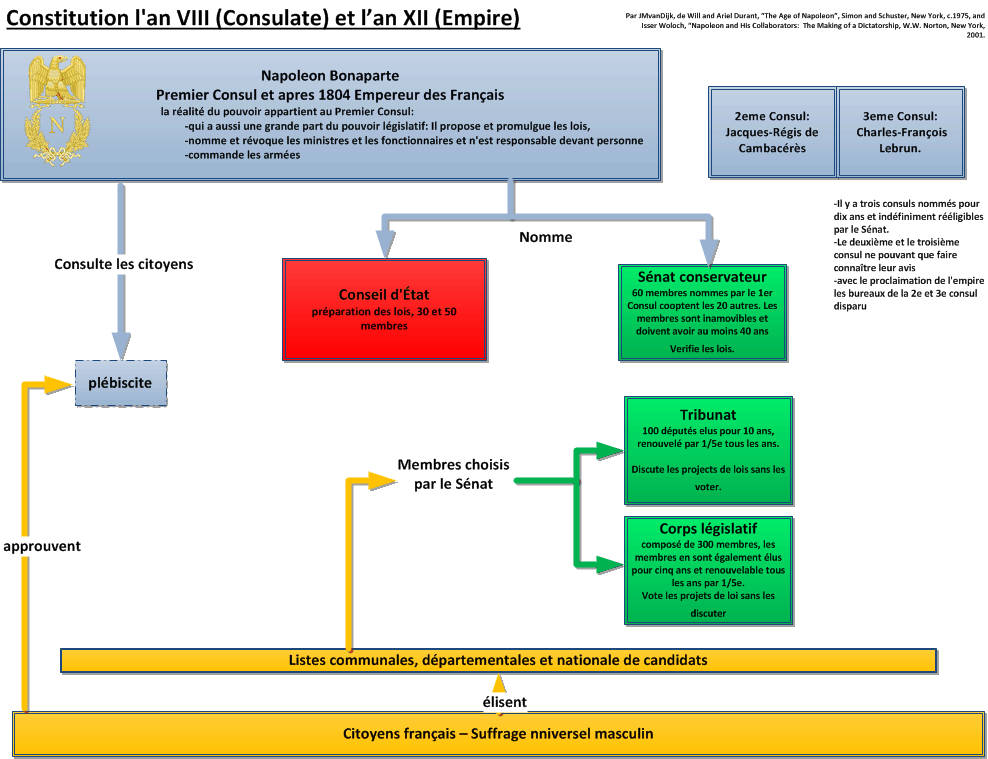 Constitution l'an VIII (Consulate) et l’an XII (Empire)
Par JMvanDijk, de Will and Ariel Durant, "The Age of Napoleon", Simon and Schuster, New York, c.1975, and
Isser Woloch, "Napoleon and His Collaborators: The Making of a Dictatorship, W.W. Norton, New York,
2001.
Napoleon Bonaparte
Premier Consul et apres 1804 Empereur des Français
la réalité du pouvoir appartient au Premier Consul:
-qui a aussi une grande part du pouvoir législatif: Il propose et promulgue les lois,
-nomme et révoque les ministres et les fonctionnaires et n'est responsable devant personne
-commande les armées
N
2eme Consul:
Jacques-Régis de
Cambacérès
3eme Consul:
Charles-François
Lebrun.
-Il y a trois consuls nommés pour
dix ans et indéfiniment rééligibles
par le Sénat.
-Le deuxième et le troisième
consul ne pouvant que faire
connaître leur avis
-avec le proclamation de l'empire
les bureaux de la 2e et 3e consul
disparu
Nomme
Consulte les citoyens
Conseil d'État
préparation des lois, 30 et 50
membres
Sénat conservateur
60 membres nommes par le 1er
Consul cooptent les 20 autres. Les
membres sont inamovibles et
doivent avoir au moins 40 ans
Verifie les lois.
plébiscite
Tribunat
100 députés elus pour 10 ans,
renouvelé par 1/5e tous les ans.
Discute les projects de lois sans les
voter.
Membres choisis
par le Sénat
Corps législatif
composé de 300 membres, les
membres en sont également élus
pour cinq ans et renouvelable tous
les ans par 1/5e.
Vote les projets de loi sans les
discuter
approuvent
Listes communales, départementales et nationale de candidats
élisent
Citoyens français – Suffrage nniversel masculin